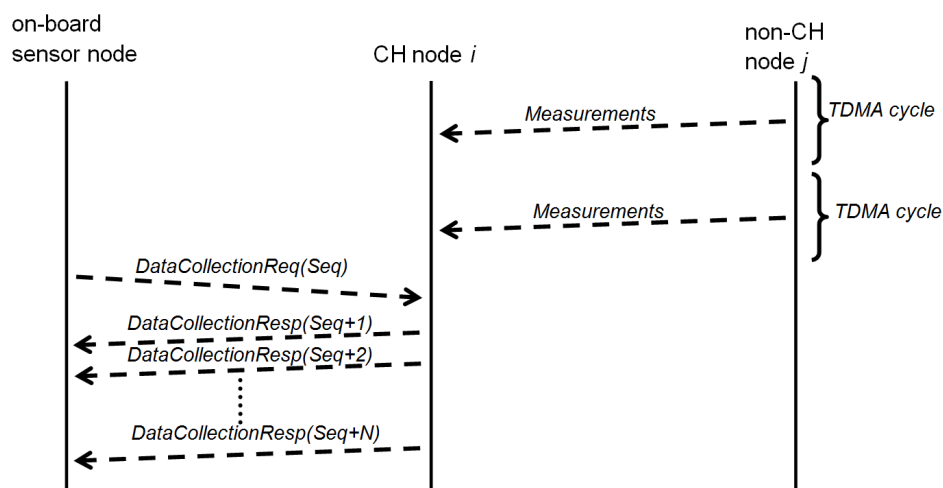 on-board
sensor node
CH node i
non-CH
node j
Measurements
TDMA cycle
Measurements
TDMA cycle
DataCollectionReq(Seq)
DataCollectionResp(Seq+1)
DataCollectionResp(Seq+2)
DataCollectionResp(Seq+N)